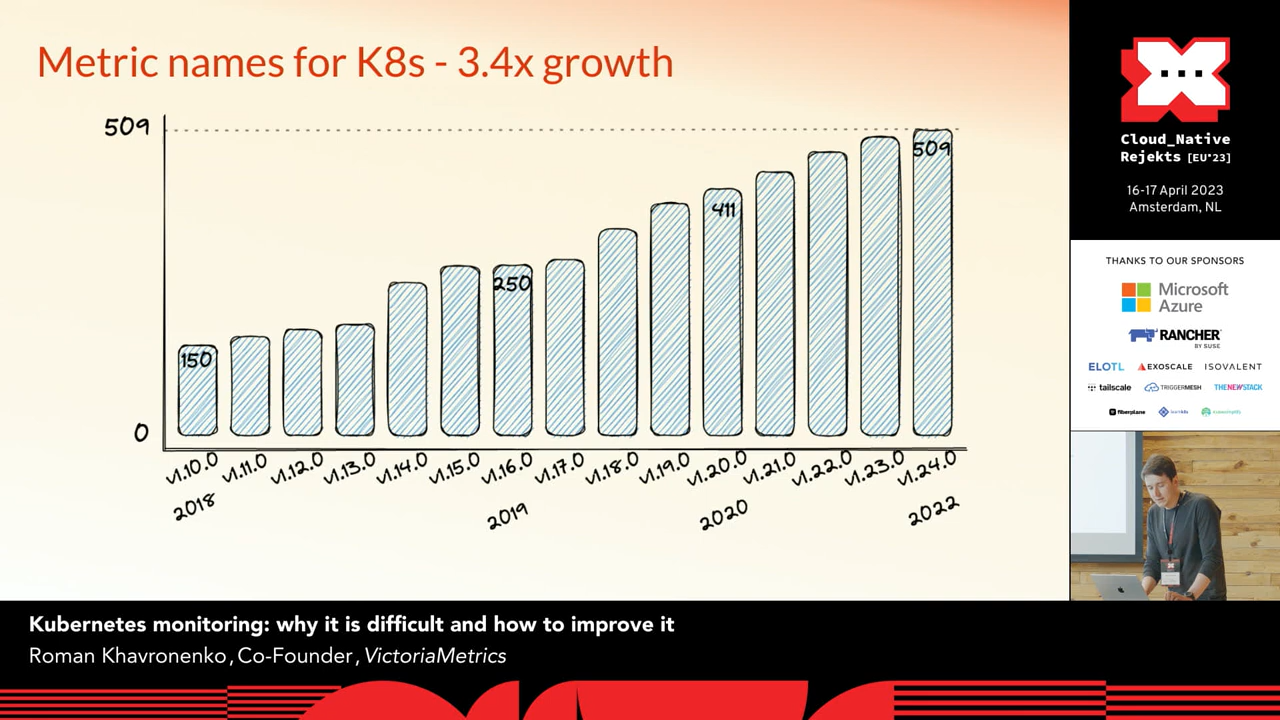 Metric names for K8s - 3.4x growth
509
0
150
250
411
509
v1.10.0 v1.11.0 v1.12.0 v1.13.0 v1.14.0 v1.15.0 v1.16.0 v1.17.0 v1.18.0 v1.19.0 v1.20.0 v1.21.0 v1.22.0 v1.23.0 v1.24.0
2018 2019 2020 2022
Cloud_Native
Rejekts [EU'23]
16-17 April 2023
Amsterdam, NL
THANKS TO OUR SPONSORS
Microsoft
Azure
RANCHER
BY SUSE
ELOTL EXOSCALE ISOVALENT
tailscale TRIGGERMESH THENEWSTACK
fiberplane
Kubernetes monitoring: why it is difficult and how to improve it
Roman Khavronenko, Co-Founder, VictoriaMetrics